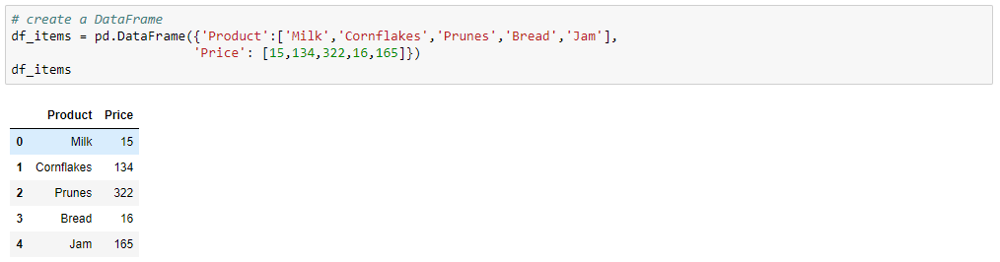 # create a DataFrame
df_items = pd.DataFrame({'Product':['Milk','Cornflakes','Prunes','Bread','Jam'],
'Price': [15,134,322,16,165]})
df_items
Product Price
0 Milk 15
1 Cornflakes 134
2 Prunes 322
3 Bread 16
4 Jam 165